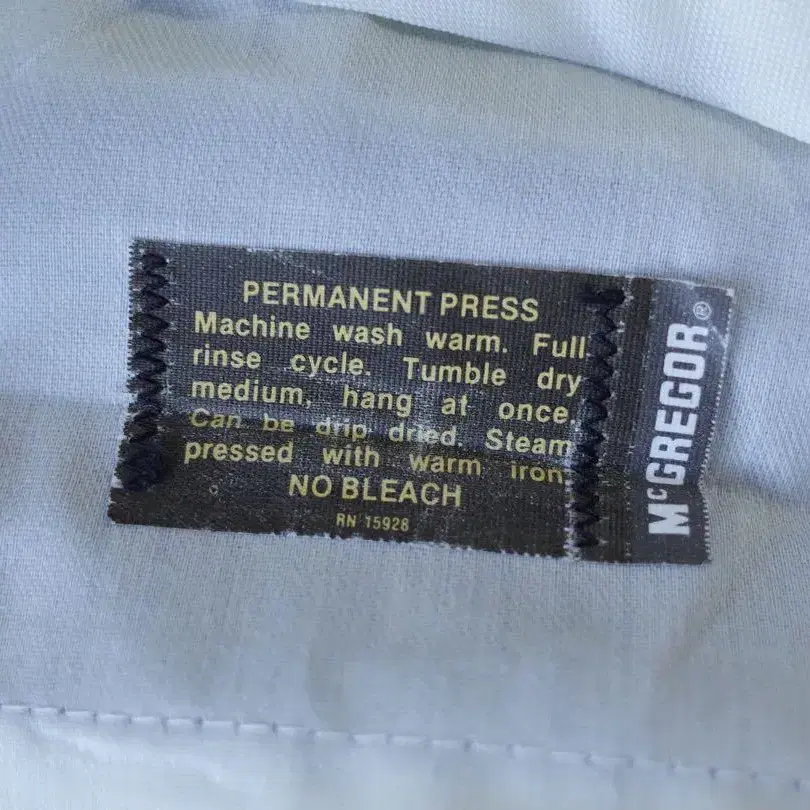 PERMANENT PRESS
Machine wash warm. Full
rinse cycle. Tumble dry
medium, hang at once.
Can be drip dried. Steam
pressed with warm iron.
NO BLEACH
RN 15928
McGREGOR®